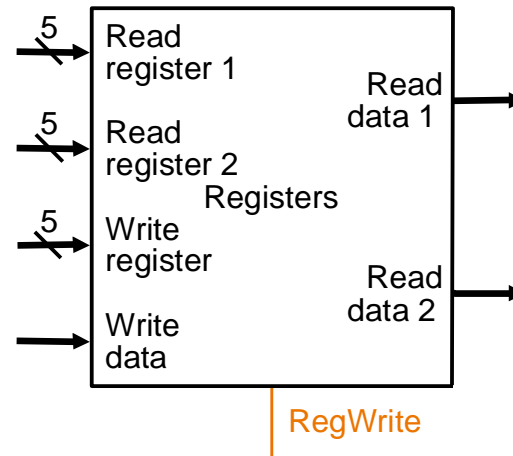 5
Read
register 1
5
Read
register 2
5
Write
register
Write
data
Registers
Read
data 1
Read
data 2
RegWrite